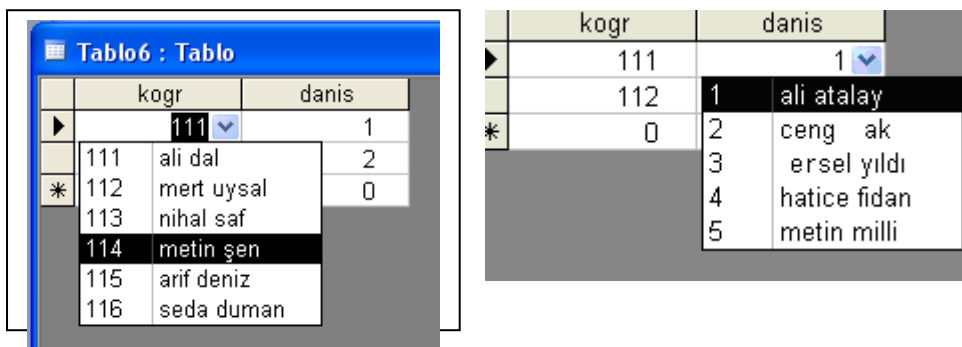 Tablo6 : Tablo
kogr danis
111 1
111 ali dal 2
112 mert uysal 0
113 nihal saf
114 metin şen
115 arif deniz
116 seda duman
kogr danis
111 1
112
0
1 ali atalay
2 ceng ak
3 ersel yıldı
4 hatice fidan
5 metin milli